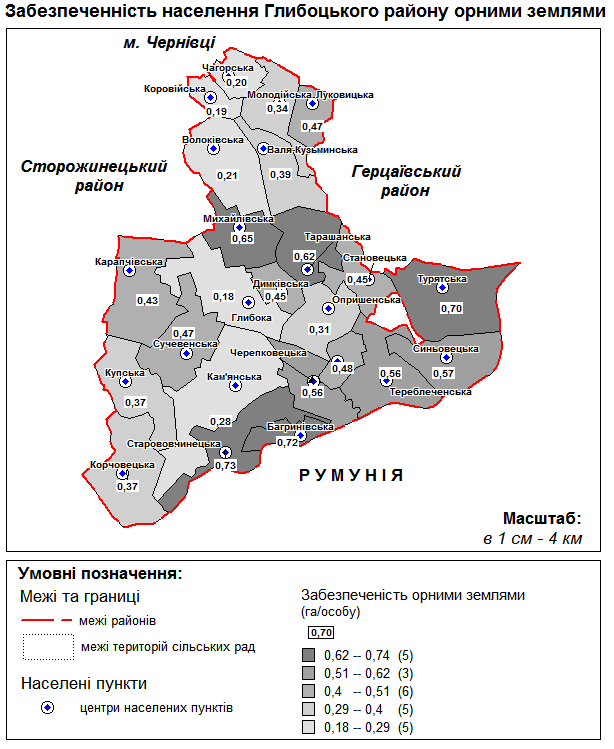 Забезпеченність населення Глибоцького району орними землями
м. Чернівці
Чагорська
0,20
Коровійська
0,19
Молодійська
0,34
Луковицька
0,47
Волоківська
0,21
Валя-Кузьминська
0,39
Сторожинецький
район
Герцаївський
район
Михайлівська
0,65
Тарашанська
0,62
Становецька
0,45
Карапчівська
0,43
Димківська
0,45
0,18
Глибока
Турятська
0,70
Опришенська
0,31
0,47
Сучевенська
Черепковецька
0,48
0,56
Синьовецька
0,57
0,56
Тереблеченська
Купська
0,37
Кам'янська
0,28
Багринівська
0,72
Старововчинецька
0,73
Корчовецька
0,37
РУМУНІЯ
Масштаб:
в 1 см - 4 км
Умовні позначення:
Межі та границі
межі районів
межі територій сільських рад
Населені пункти
центри населених пунктів
Забезпеченість орними землями
(га/особу)
0,70
0,62 -- 0,74 (5)
0,51 -- 0,62 (3)
0,4 -- 0,51 (6)
0,29 -- 0,4 (5)
0,18 -- 0,29 (5)